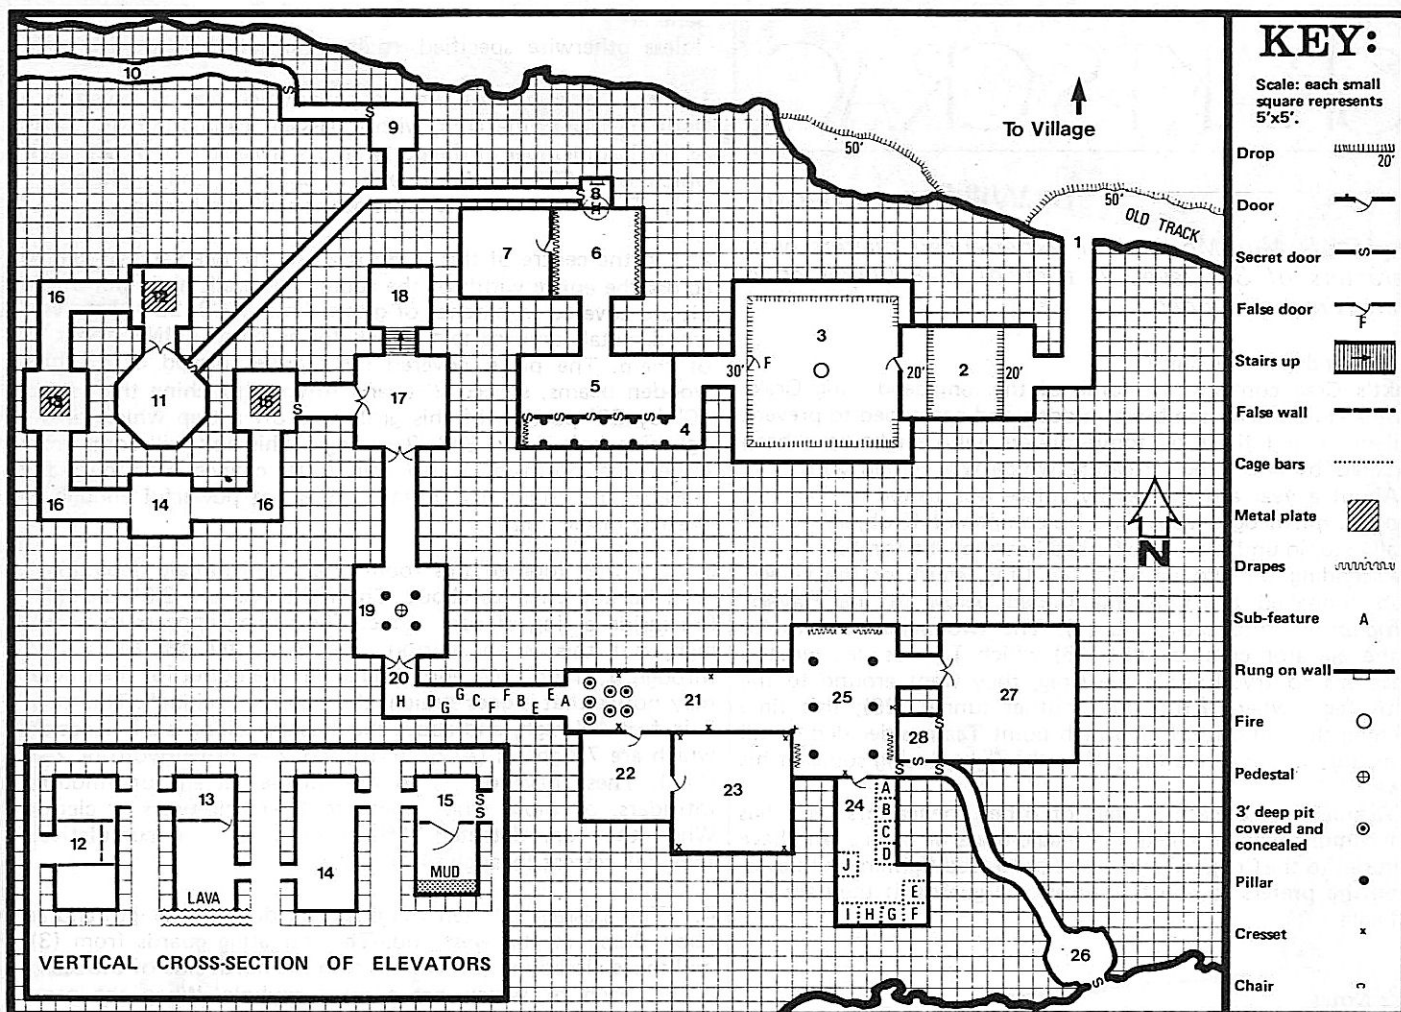 10
S
S
9
To Village
50'
50'
OLD TRACK
1
8
S
7
6
16
12
18
3
30'
F
20'
2
20'
S
13
11
15
S
17
5
S S S S S
4
16
14
16
N
19
20
H D G C F B E A
G F E
21
25
27
S
28
S
S S
22
23
24
A
B
C
D
J
E
I H G F
26
S
12
13
LAVA
14
15
S
S
MUD
VERTICAL CROSS-SECTION OF ELEVATORS
KEY:
Scale: each small
square represents
5'x5'.
Drop
20'
Door
Secret door
S
False door
F
Stairs up
False wall
Cage bars
Metal plate
Drapes
Sub-feature A
Rung on wall
Fire
Pedestal
3' deep pit
covered and
concealed
Pillar
Cresset x
Chair